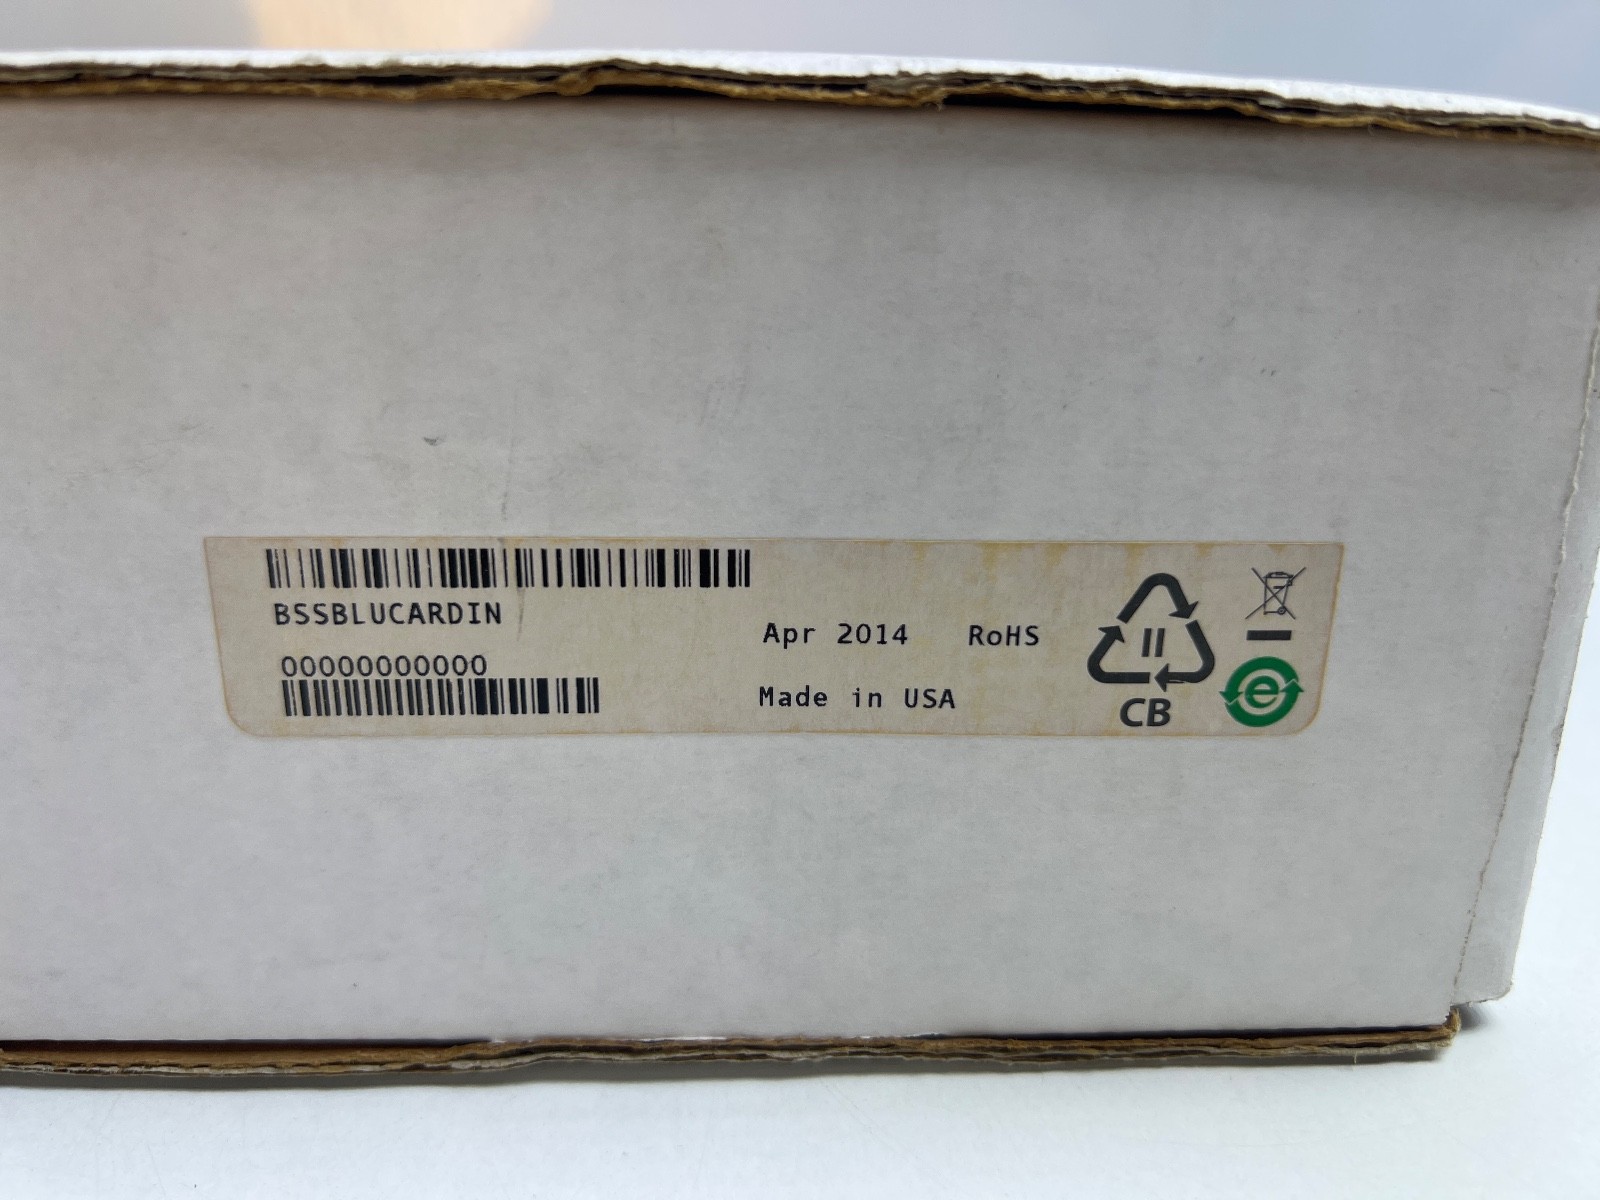 BSSBLUCARDIN
00000000000
Apr 2014 RoHS
Made in USA
II
CB
e